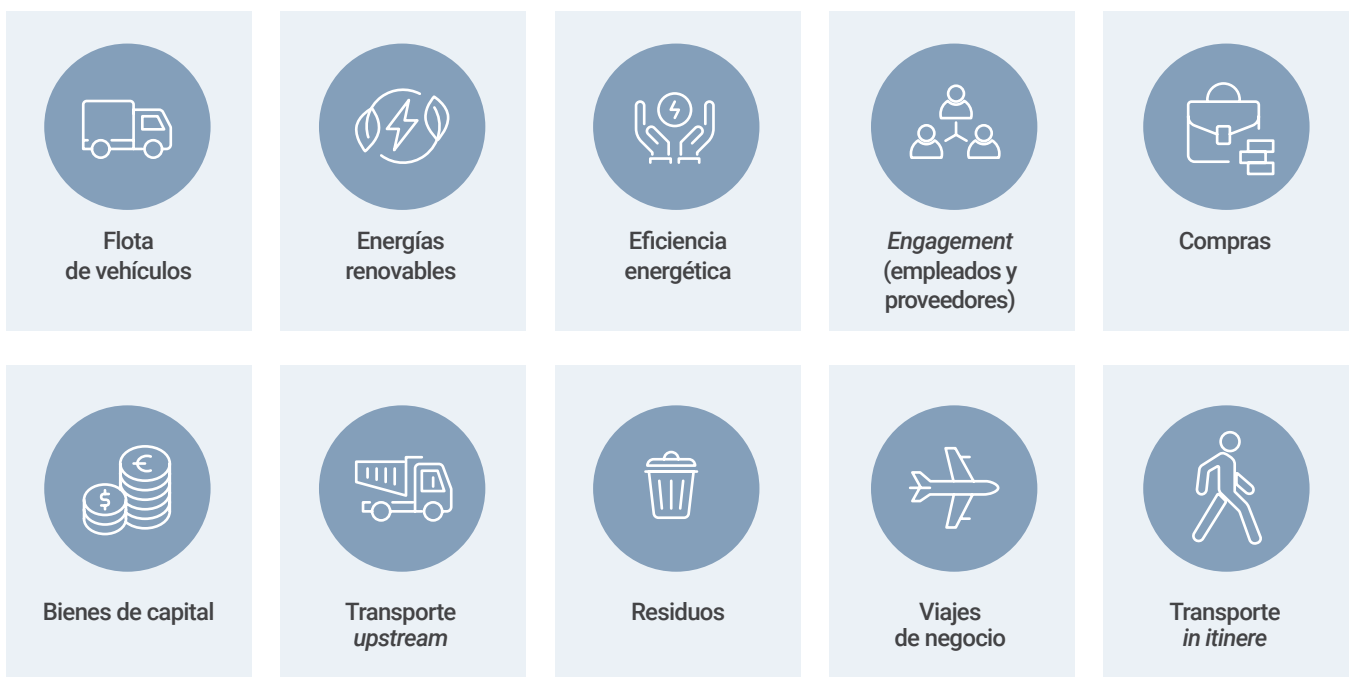 Flota
de vehículos
Energías
renovables
Eficiencia
energética
Engagement
(empleados y
proveedores)
Compras
€
$
Bienes de capital
Transporte
upstream
Residuos
Viajes
de negocio
Transporte
in itinere